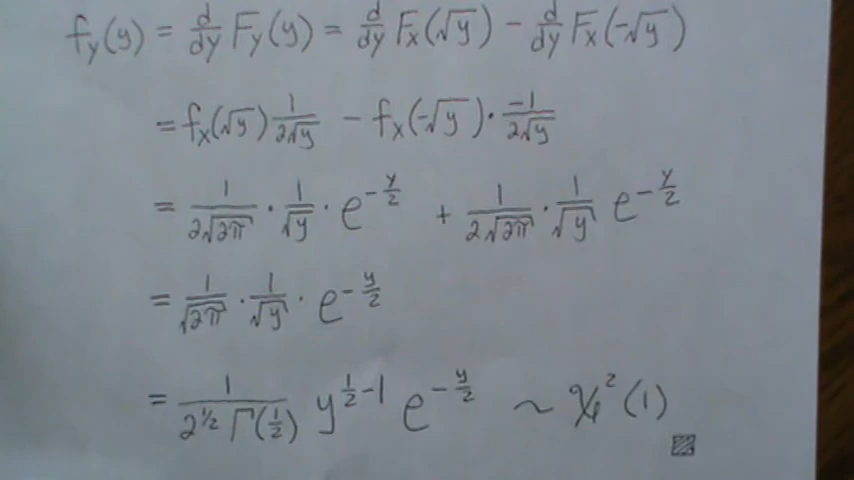 f_Y(y) = d/dy F_Y(y) = d/dy F_X(√y) − d/dy F_X(−√y)
= f_X(√y) 1/(2√y) − f_X(−√y) · −1/(2√y)
= 1/(2√(2π)) · 1/√y · e^(−y/2) + 1/(2√(2π)) · 1/√y e^(−y/2)
= 1/√(2π) · 1/√y · e^(−y/2)
= 1/(2^(1/2) Γ(1/2)) y^(1/2−1) e^(−y/2) ~ χ²(1)